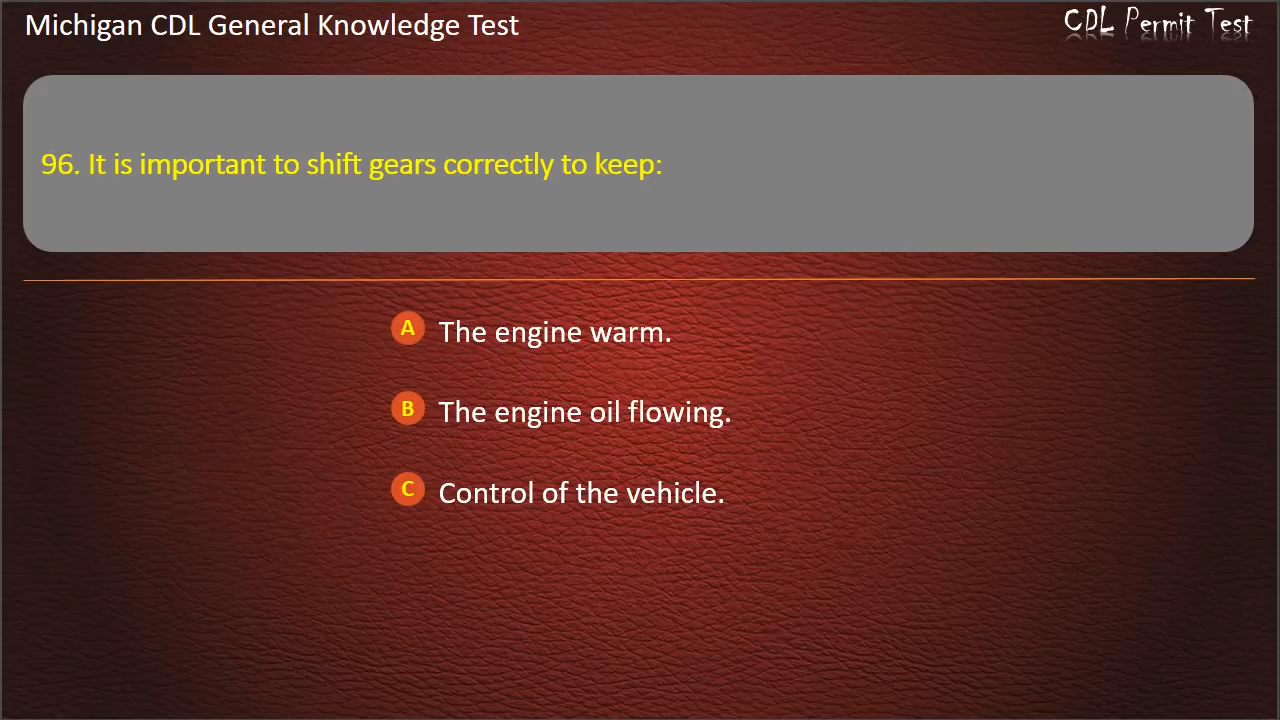 Michigan CDL General Knowledge Test
CDL Permit Test
96. It is important to shift gears correctly to keep:
A The engine warm.
B The engine oil flowing.
C Control of the vehicle.